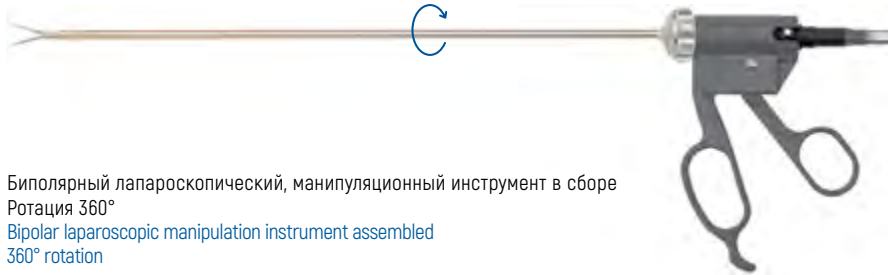 Биполярный лапароскопический, манипуляционный инструмент в сборе
Ротация 360°
Bipolar laparoscopic manipulation instrument assembled
360° rotation